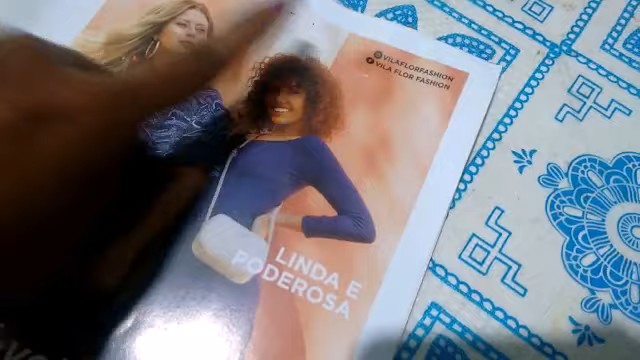 @VILAFLORFASHION
VILA FLOR FASHION
LINDA E
PODEROSA